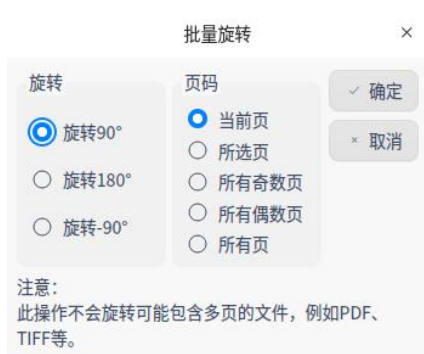 批量旋转
×
旋转
旋转90°
旋转180°
旋转-90°
页码
当前页
所选页
所有奇数页
所有偶数页
所有页
确定
取消
注意：
此操作不会旋转可能包含多页的文件，例如PDF、
TIFF等。